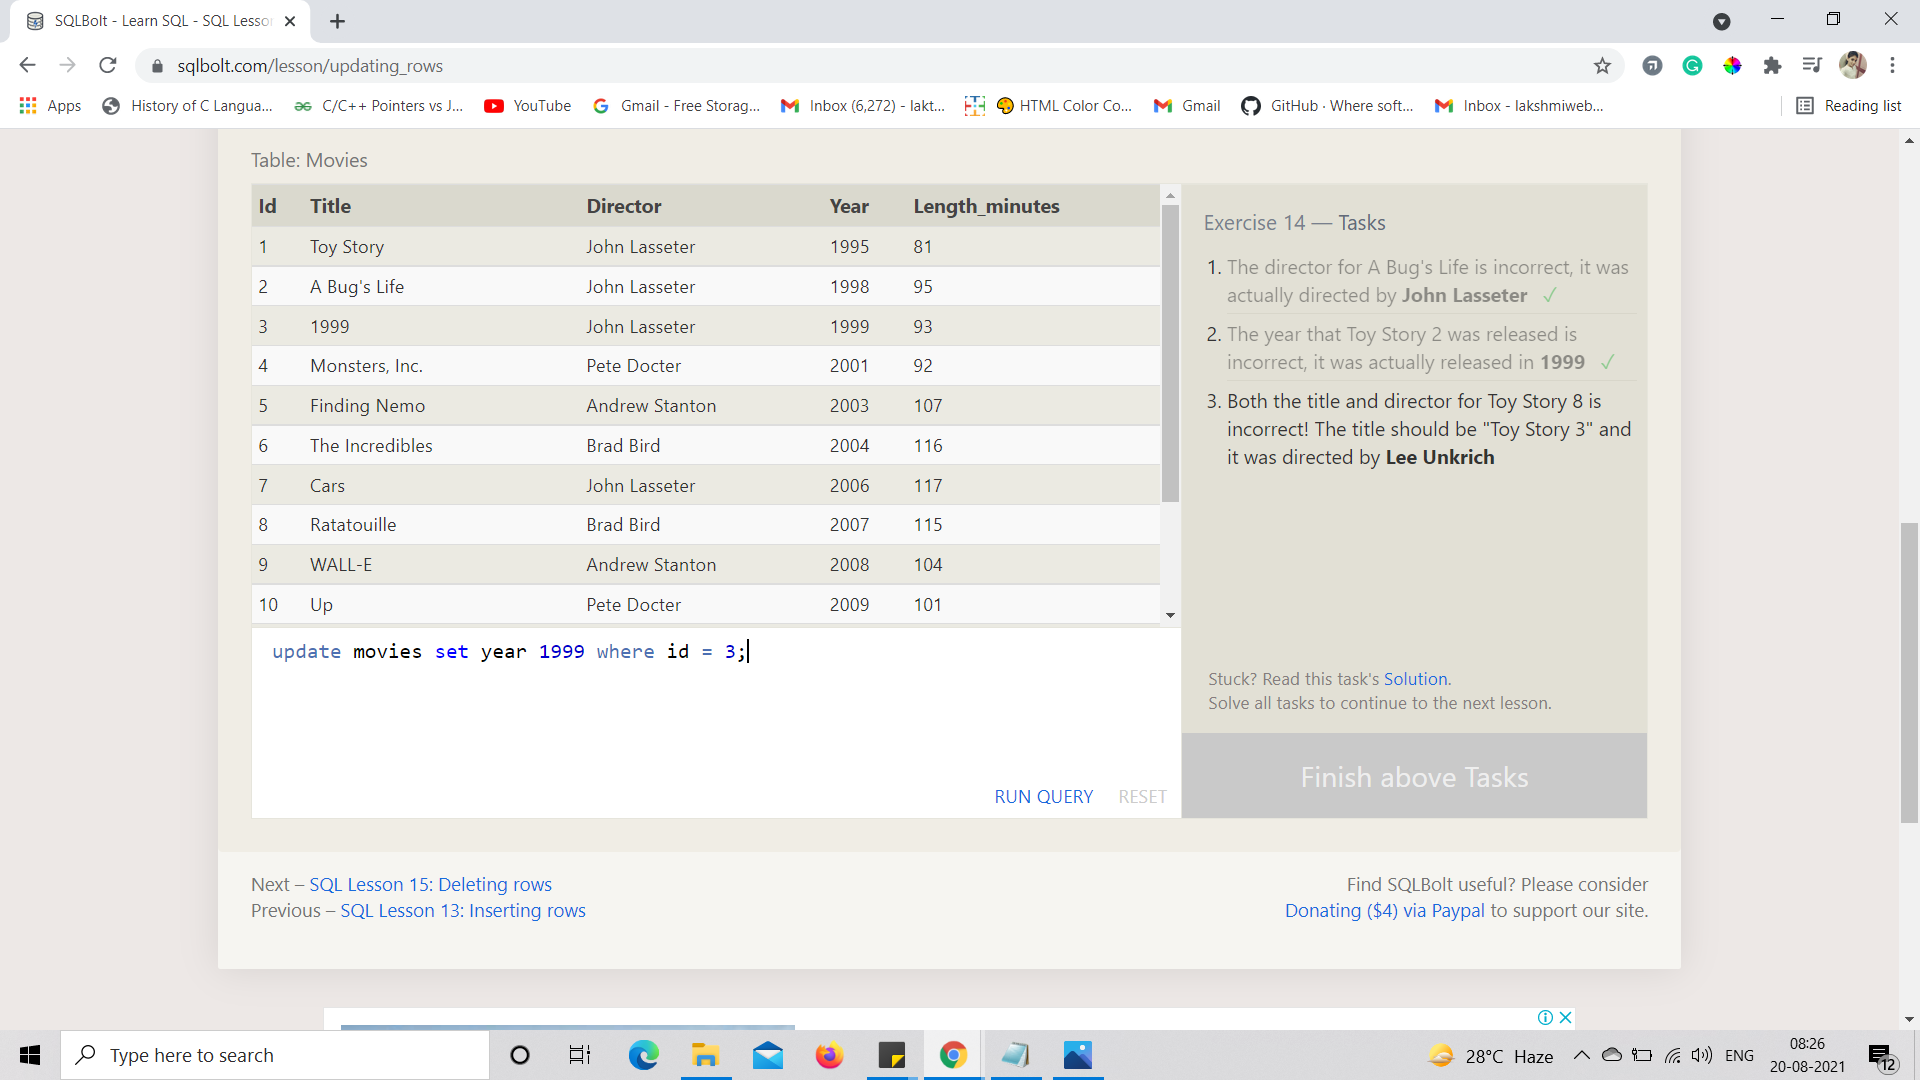 SQLBolt - Learn SQL - SQL Lesso
sqlbolt.com/lesson/updating_rows
Apps History of C Langua... C/C++ Pointers vs J... YouTube Gmail - Free Storag... Inbox (6,272) - lakt... HTML Color Co... Gmail GitHub · Where soft... Inbox - lakshmiweb... Reading list
Table: Movies
Id Title Director Year Length_minutes
1 Toy Story John Lasseter 1995 81
2 A Bug's Life John Lasseter 1998 95
3 1999 John Lasseter 1999 93
4 Monsters, Inc. Pete Docter 2001 92
5 Finding Nemo Andrew Stanton 2003 107
6 The Incredibles Brad Bird 2004 116
7 Cars John Lasseter 2006 117
8 Ratatouille Brad Bird 2007 115
9 WALL-E Andrew Stanton 2008 104
10 Up Pete Docter 2009 101
update movies set year 1999 where id = 3;
RUN QUERY RESET
Exercise 14 — Tasks
1. The director for A Bug's Life is incorrect, it was
actually directed by John Lasseter ✓
2. The year that Toy Story 2 was released is
incorrect, it was actually released in 1999 ✓
3. Both the title and director for Toy Story 8 is
incorrect! The title should be "Toy Story 3" and
it was directed by Lee Unkrich
Stuck? Read this task's Solution.
Solve all tasks to continue to the next lesson.
Finish above Tasks
Next – SQL Lesson 15: Deleting rows
Previous – SQL Lesson 13: Inserting rows
Find SQLBolt useful? Please consider
Donating ($4) via Paypal to support our site.
Type here to search
28°C Haze
ENG
08:26
20-08-2021
12